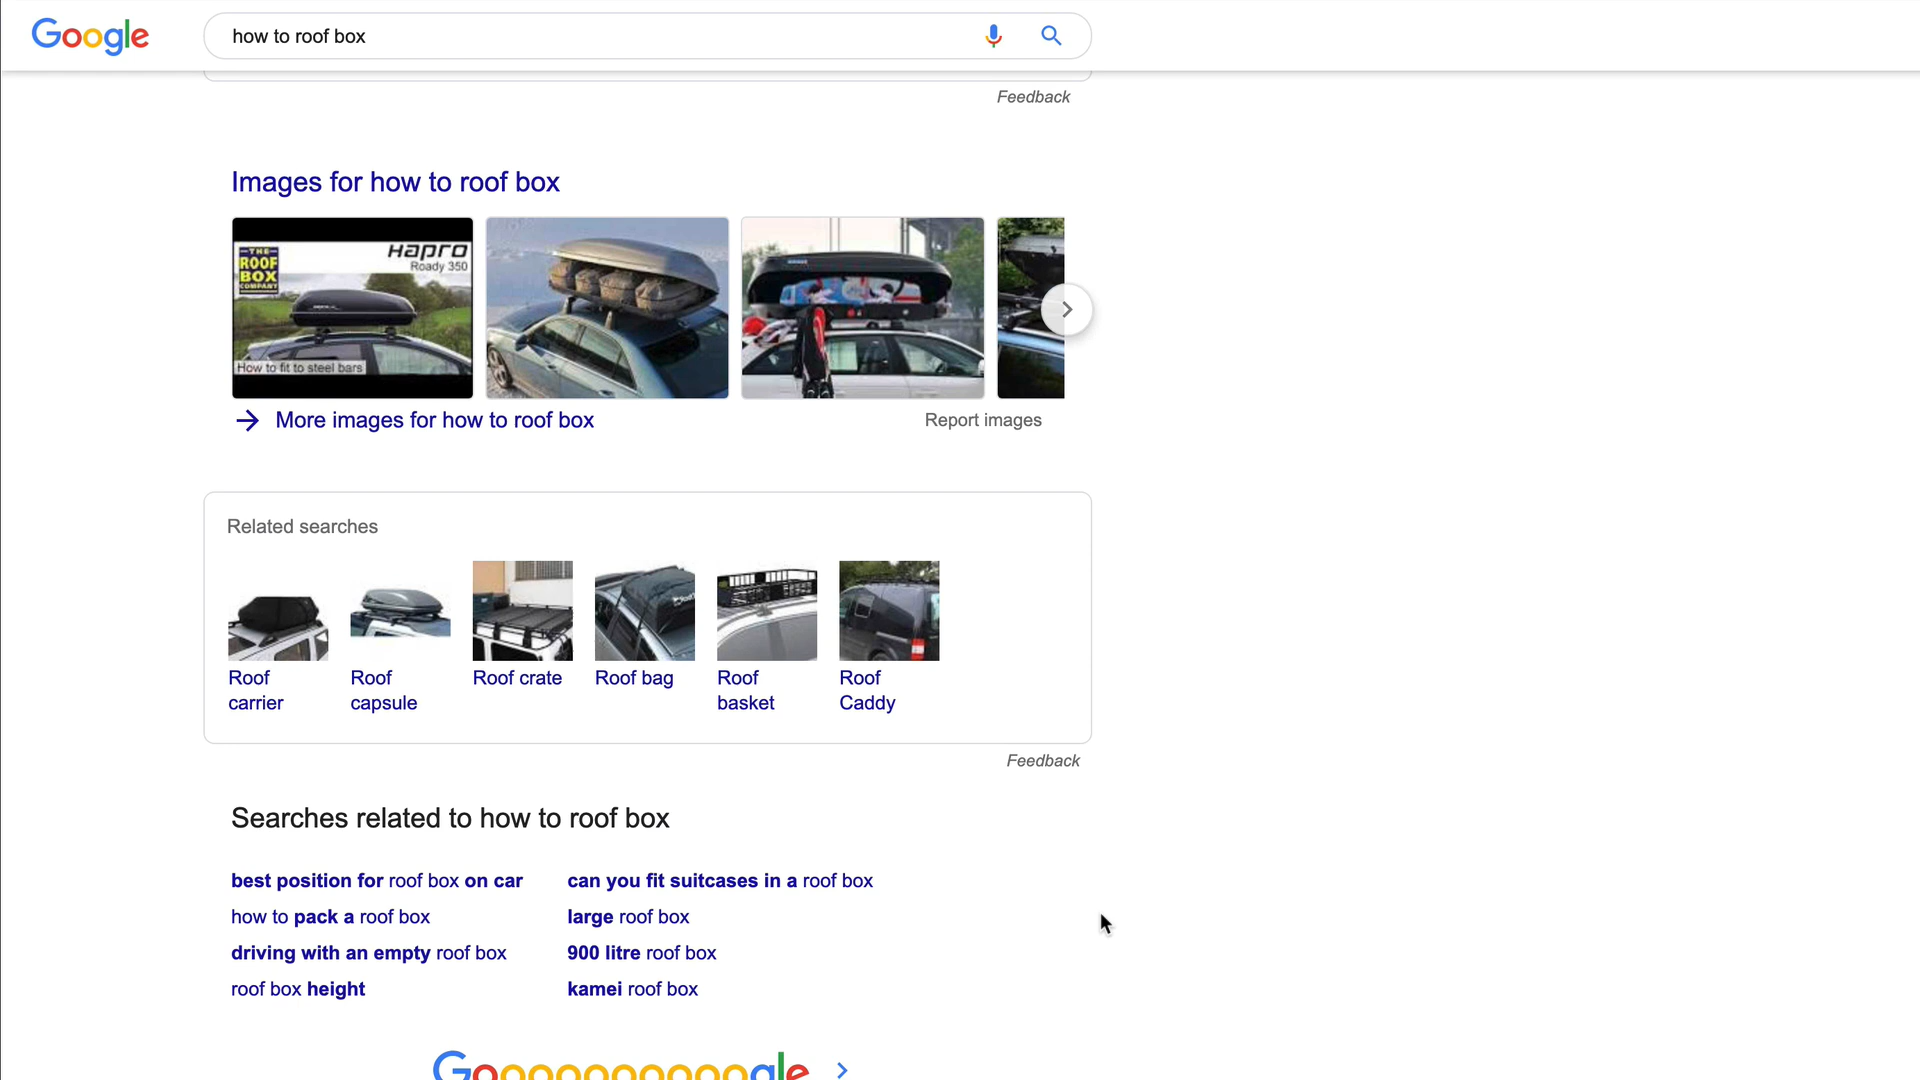 Google
how to roof box
Feedback
Images for how to roof box
THE
ROOF
BOX
COMPANY
Hapro
Roady 350
How to fit to steel bars
More images for how to roof box
Report images
Related searches
Roof carrier
Roof capsule
Roof crate
Roof bag
Roof basket
Roof Caddy
Feedback
Searches related to how to roof box
best position for roof box on car
can you fit suitcases in a roof box
how to pack a roof box
large roof box
driving with an empty roof box
900 litre roof box
roof box height
kamei roof box
Goooooooooogle